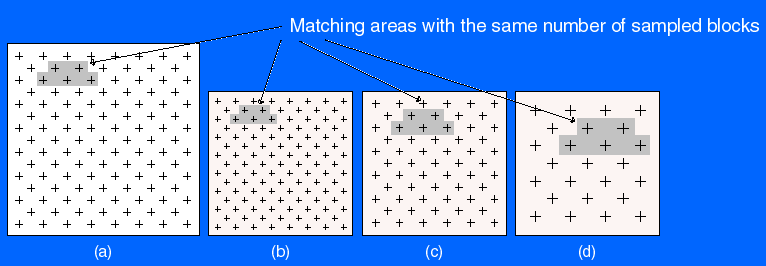 Matching areas with the same number of sampled blocks
(a)
(b)
(c)
(d)